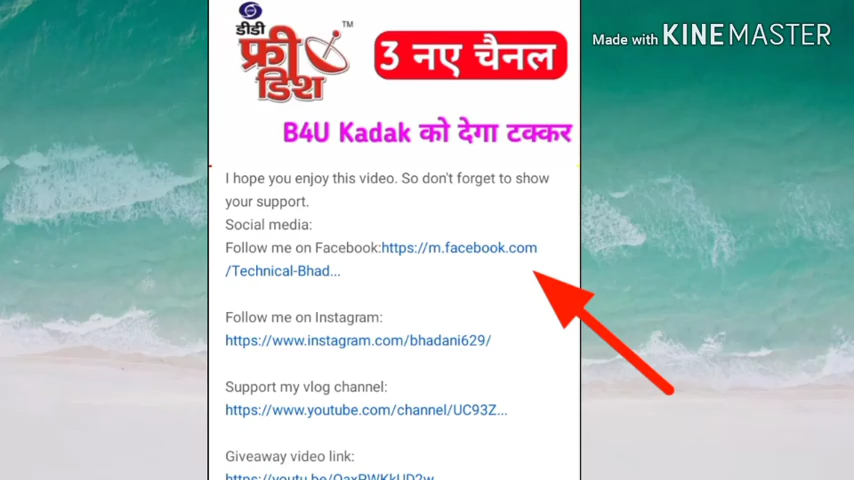 डीडी
फ्री
डिश
TM
3 नए चैनल
Made with KINEMASTER
B4U Kadak को देगा टक्कर
I hope you enjoy this video. So don't forget to show
your support.
Social media:
Follow me on Facebook:https://m.facebook.com
/Technical-Bhad...
Follow me on Instagram:
https://www.instagram.com/bhadani629/
Support my vlog channel:
https://www.youtube.com/channel/UC93Z...
Giveaway video link: